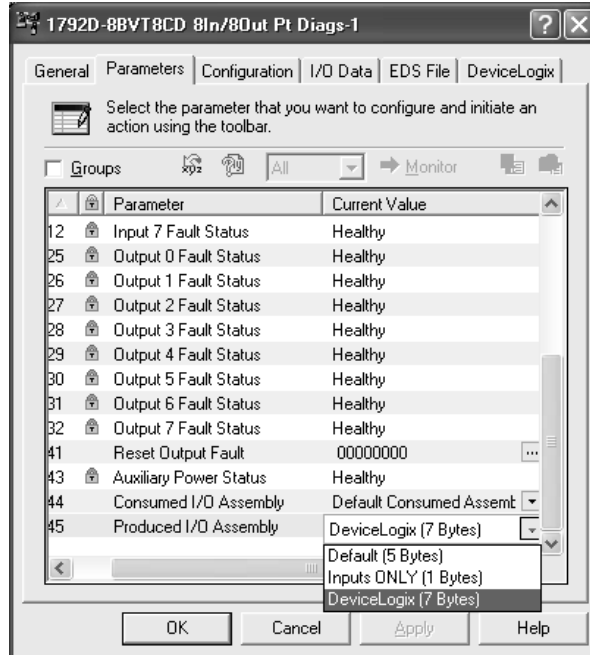 1792D-8BVT8CD 8In/8Out Pt Diags-1
General Parameters Configuration I/O Data EDS File DeviceLogix
Select the parameter that you want to configure and initiate an
action using the toolbar.
Groups All Monitor
Parameter Current Value
12 Input 7 Fault Status Healthy
25 Output 0 Fault Status Healthy
26 Output 1 Fault Status Healthy
27 Output 2 Fault Status Healthy
28 Output 3 Fault Status Healthy
29 Output 4 Fault Status Healthy
30 Output 5 Fault Status Healthy
31 Output 6 Fault Status Healthy
32 Output 7 Fault Status Healthy
41 Reset Output Fault 00000000 ...
43 Auxiliary Power Status Healthy
44 Consumed I/O Assembly Default Consumed Assemb
45 Produced I/O Assembly DeviceLogix (7 Bytes)
Default (5 Bytes)
Inputs ONLY (1 Bytes)
DeviceLogix (7 Bytes)
OK Cancel Apply Help